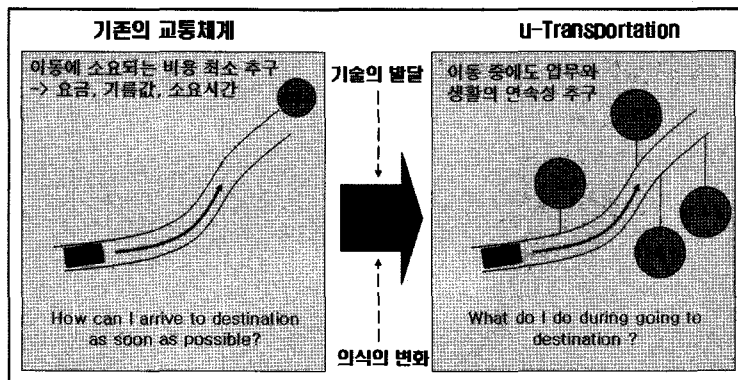 기존의 교통체계
이동에 소요되는 비용 최소 추구
-> 요금, 기름값, 소요시간
How can I arrive to destination
as soon as possible?
기술의 발달
의식의 변화
u-Transportation
이동 중에도 업무와
생활의 연속성 추구
What do I do during going to
destination ?